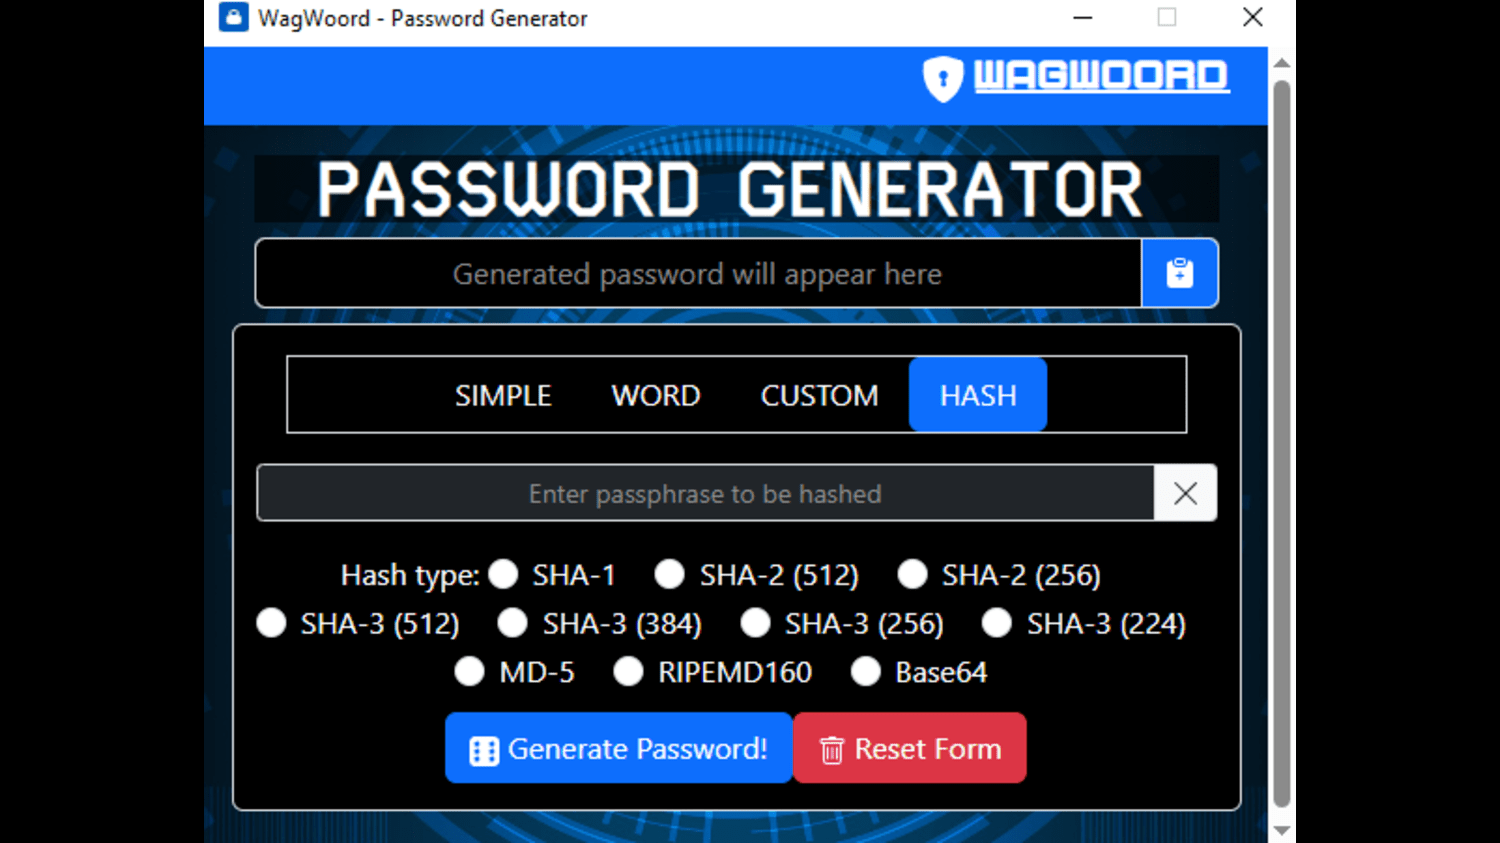 WagWoord - Password Generator
WAGWOORD
PASSWORD GENERATOR
Generated password will appear here
SIMPLE WORD CUSTOM HASH
Enter passphrase to be hashed
Hash type: SHA-1 SHA-2 (512) SHA-2 (256)
SHA-3 (512) SHA-3 (384) SHA-3 (256) SHA-3 (224)
MD-5 RIPEMD160 Base64
Generate Password! Reset Form